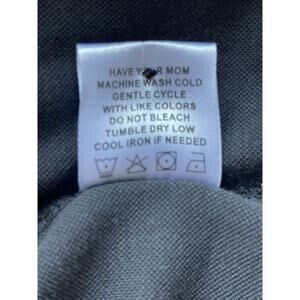 HAVE YOUR MOM
MACHINE WASH COLD
GENTLE CYCLE
WITH LIKE COLORS
DO NOT BLEACH
TUMBLE DRY LOW
COOL IRON IF NEEDED